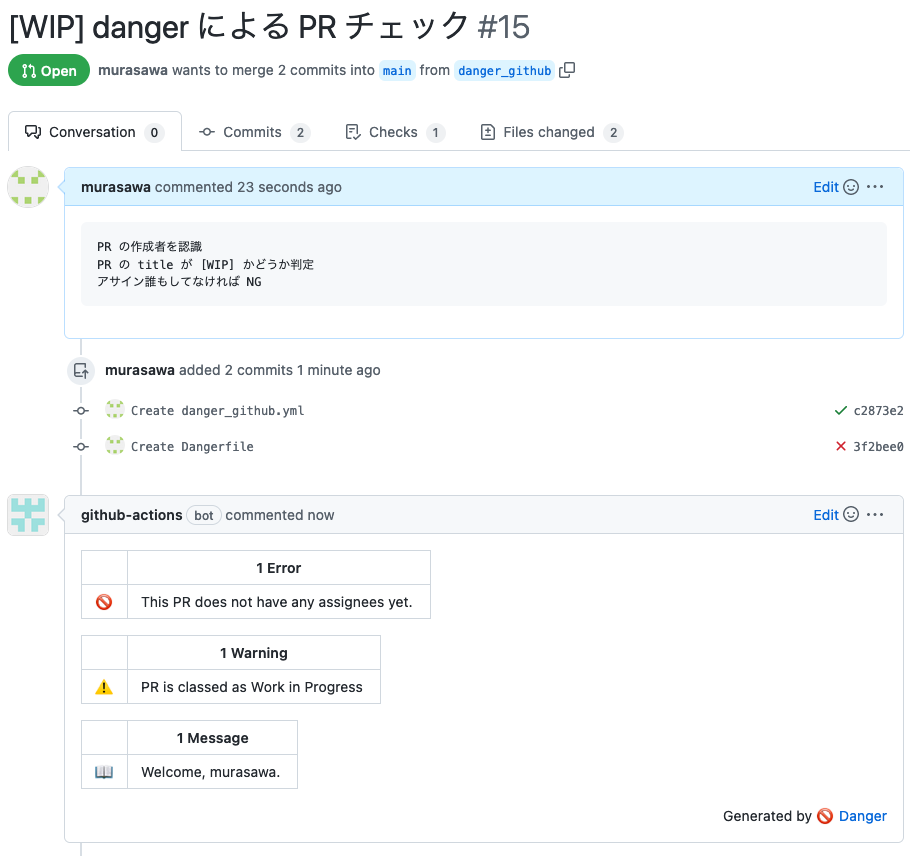 [WIP] danger による PR チェック #15
Open murasawa wants to merge 2 commits into main from danger_github
Conversation 0 Commits 2 Checks 1 Files changed 2
murasawa commented 23 seconds ago Edit
PR の作成者を認識
PR の title が [WIP] かどうか判定
アサイン誰もしてなければ NG
murasawa added 2 commits 1 minute ago
Create danger_github.yml c2873e2
Create Dangerfile 3f2bee0
github-actions bot commented now Edit
1 Error
This PR does not have any assignees yet.
1 Warning
PR is classed as Work in Progress
1 Message
Welcome, murasawa.
Generated by Danger